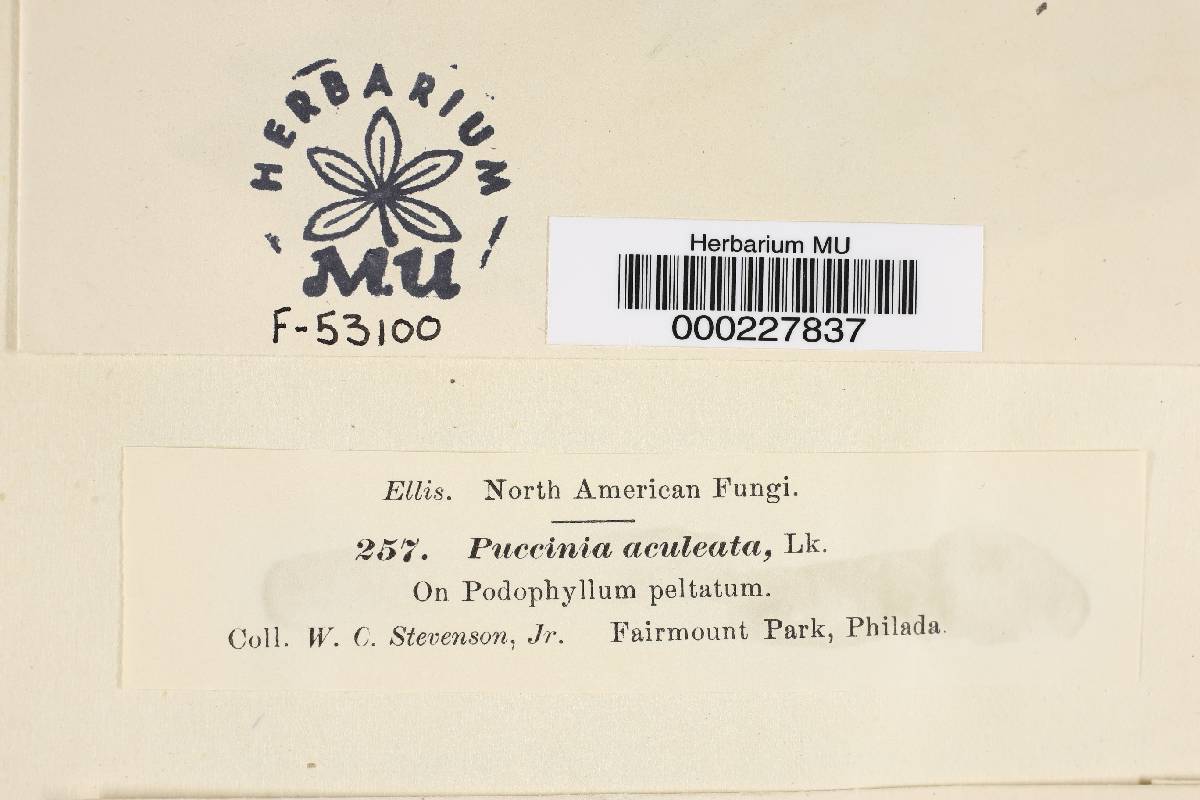 HERBARIUM
M.U
F-53100
Herbarium MU
000227837
Ellis. North American Fungi.
257. Puccinia aculeata, Lk.
On Podophyllum peltatum.
Coll. W. C. Stevenson, Jr. Fairmount Park, Philada.